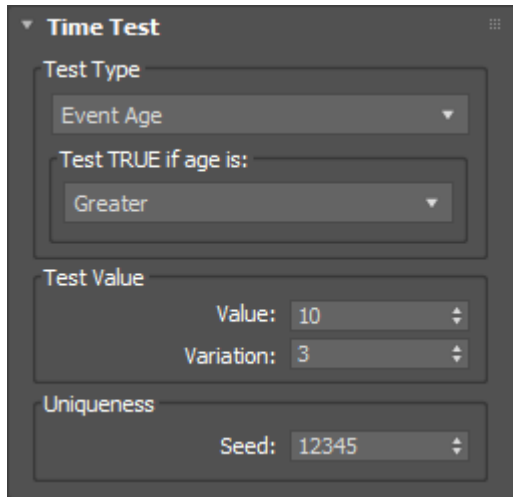 Time Test
Test Type
Event Age
Test TRUE if age is:
Greater
Test Value
Value: 10
Variation: 3
Uniqueness
Seed: 12345